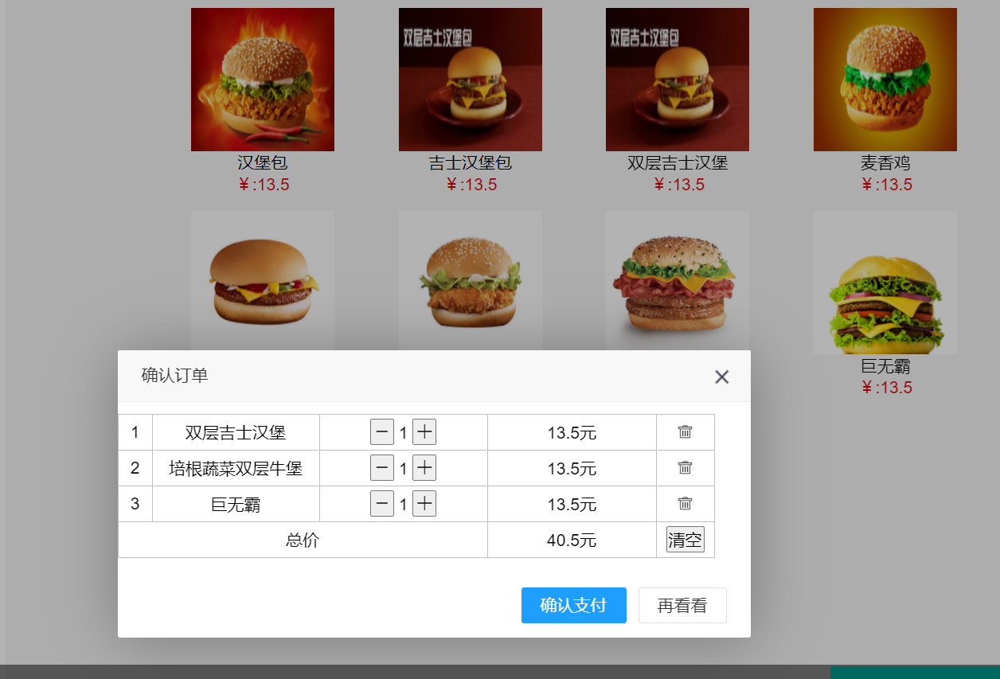 双层吉士汉堡包
双层吉士汉堡包
汉堡包
吉士汉堡包
双层吉士汉堡
麦香鸡
￥:13.5
￥:13.5
￥:13.5
￥:13.5
巨无霸
￥:13.5
确认订单
1 双层吉士汉堡 1 13.5元
2 培根蔬菜双层牛堡 1 13.5元
3 巨无霸 1 13.5元
总价 40.5元 清空
确认支付 再看看